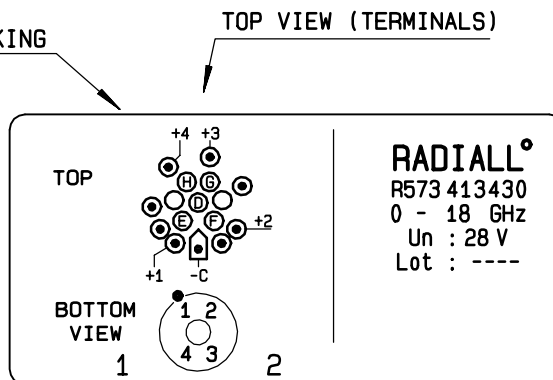 TOP VIEW (TERMINALS)
KING
+4 +3
TOP
H G
D
E F
+2
+1 -C
RADIALL°
R573 413430
0 - 18 GHz
Un : 28 V
Lot : ----
BOTTOM
VIEW
1 2
4 3
1 2